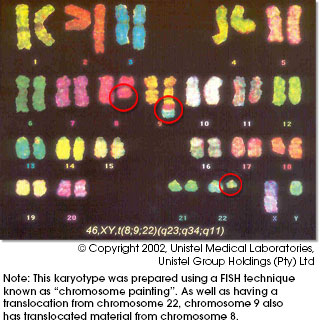 1 2 3 4 5
6 7 8 9 10 11 12
13 14 15 16 17 18
19 20 21 22 X Y
46,XY,t(8;9;22)(q23;q34;q11)
© Copyright 2002, Unistel Medical Laboratories,
Unistel Group Holdings (Pty) Ltd
Note: This karyotype was prepared using a FISH technique
known as “chromosome painting”. As well as having a
translocation from chromosome 22, chromosome 9 also
has translocated material from chromosome 8.